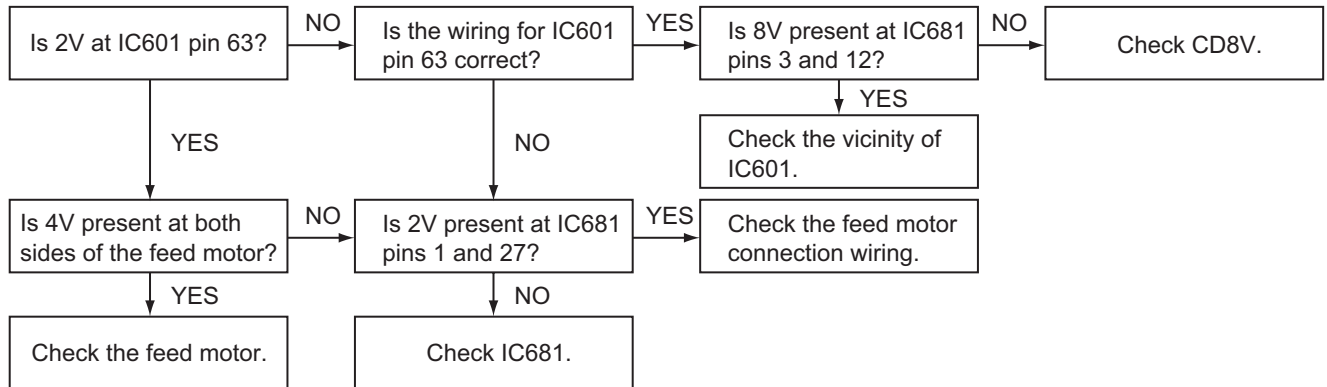 Is 2V at IC601 pin 63?
NO
Is the wiring for IC601
pin 63 correct?
YES
Is 8V present at IC681
pins 3 and 12?
NO
Check CD8V.
YES
Check the vicinity of
IC601.
YES
NO
Is 4V present at both
sides of the feed motor?
NO
Is 2V present at IC681
pins 1 and 27?
YES
Check the feed motor
connection wiring.
YES
Check the feed motor.
NO
Check IC681.